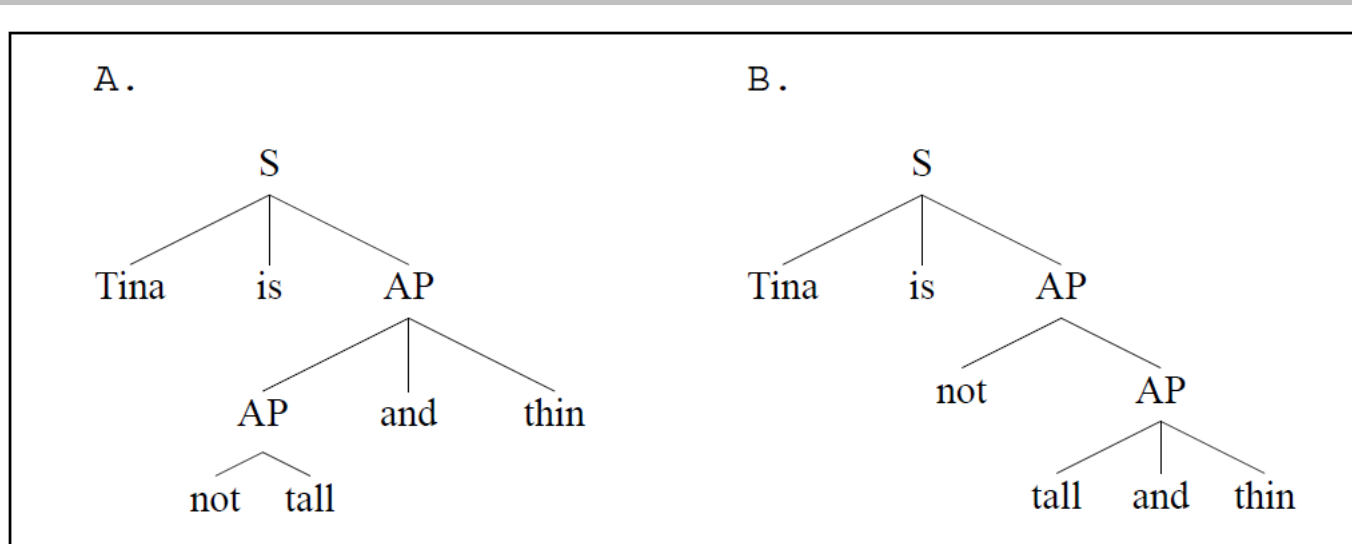 A. B.
S S
Tina is AP Tina is AP
not AP
AP and thin
not tall tall and thin